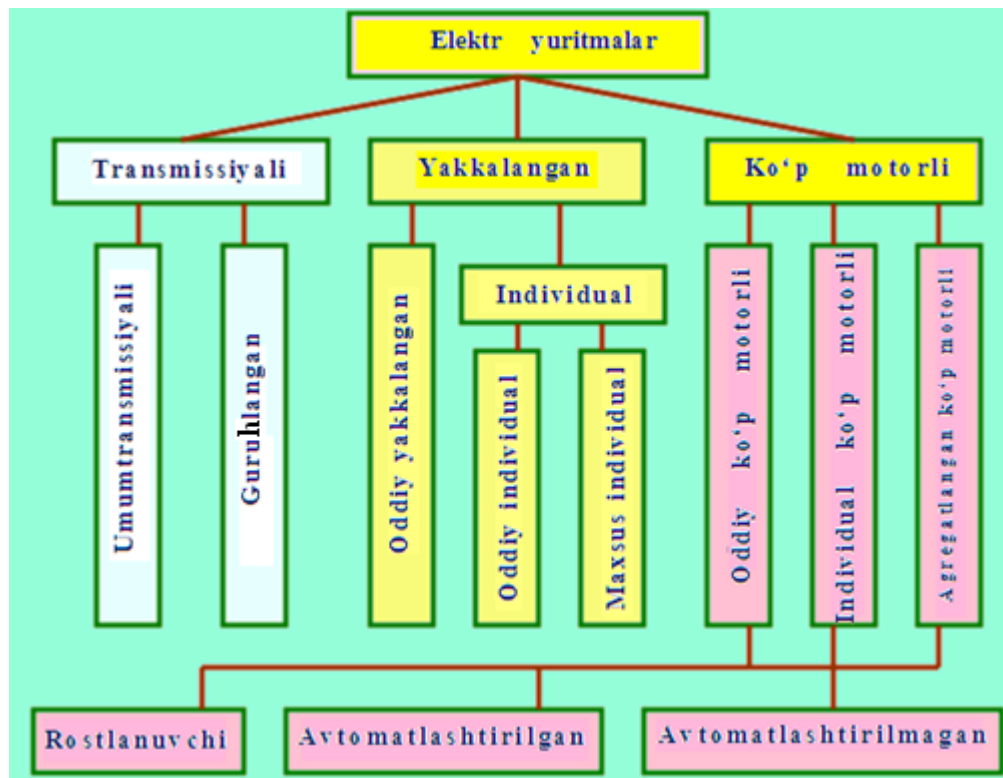 Elektr yuritmalar
Transmissiyali
Yakkalangan
Ko‘p motorli
Umumtransmissiyali
Guruhlangan
Oddiy yakkalangan
Individual
Oddiy individual
Maxsus individual
Oddiy ko‘p motorli
Individual ko‘p motorli
Agregatlangan ko‘p motorli
Rostlanuvchi
Avtomatlashtirilgan
Avtomatlashtirilmagan